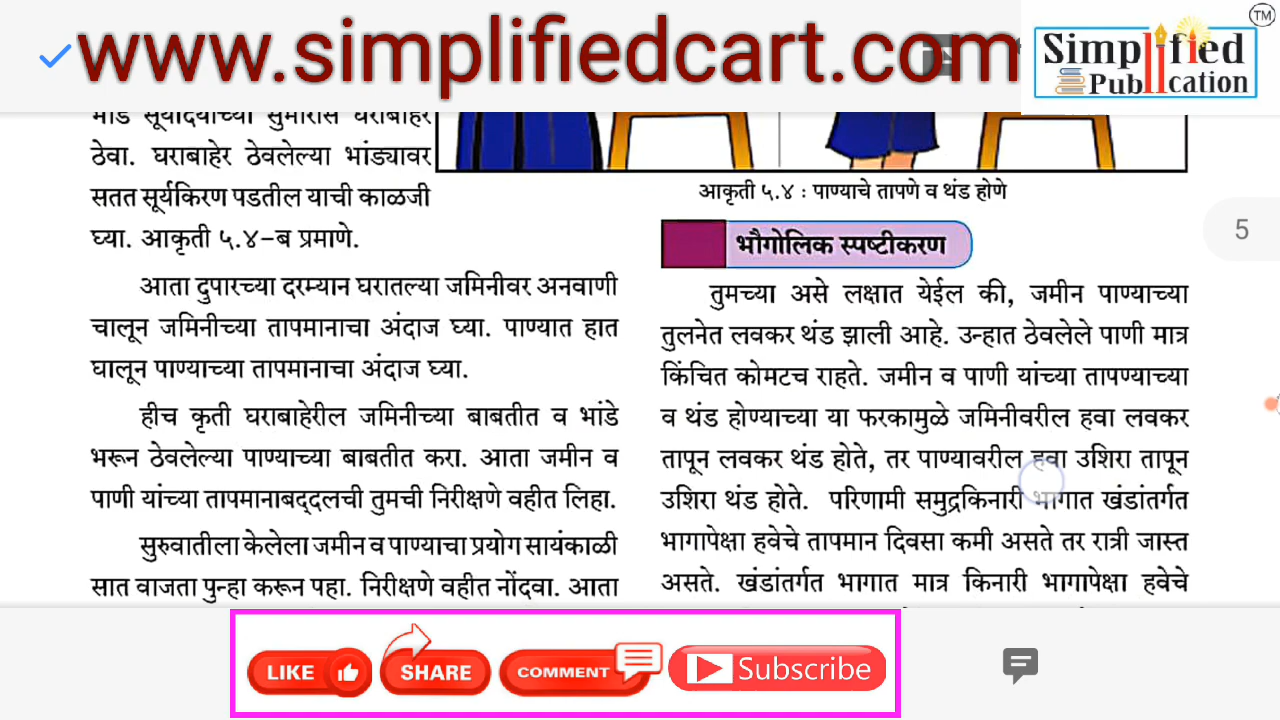 www.simplifiedcart.com
Simplified
Publication
TM
भांडे सूर्योदयाच्या सुमारास घराबाहेर
ठेवा. घराबाहेर ठेवलेल्या भांड्यावर
सतत सूर्यकिरण पडतील याची काळजी
घ्या. आकृती ५.४-ब प्रमाणे.
आता दुपारच्या दरम्यान घरातल्या जमिनीवर अनवाणी
चालून जमिनीच्या तापमानाचा अंदाज घ्या. पाण्यात हात
घालून पाण्याच्या तापमानाचा अंदाज घ्या.
हीच कृती घराबाहेरील जमिनीच्या बाबतीत व भांडे
भरून ठेवलेल्या पाण्याच्या बाबतीत करा. आता जमीन व
पाणी यांच्या तापमानाबद्दलची तुमची निरीक्षणे वहीत लिहा.
सुरुवातीला केलेला जमीन व पाण्याचा प्रयोग सायंकाळी
सात वाजता पुन्हा करून पहा. निरीक्षणे वहीत नोंदवा. आता
आकृती ५.४ : पाण्याचे तापणे व थंड होणे
भौगोलिक स्पष्टीकरण
तुमच्या असे लक्षात येईल की, जमीन पाण्याच्या
तुलनेत लवकर थंड झाली आहे. उन्हात ठेवलेले पाणी मात्र
किंचित कोमटच राहते. जमीन व पाणी यांच्या तापण्याच्या
व थंड होण्याच्या या फरकामुळे जमिनीवरील हवा लवकर
तापून लवकर थंड होते, तर पाण्यावरील हवा उशिरा तापून
उशिरा थंड होते. परिणामी समुद्रकिनारी भागात खंडांतर्गत
भागापेक्षा हवेचे तापमान दिवसा कमी असते तर रात्री जास्त
असते. खंडांतर्गत भागात मात्र किनारी भागापेक्षा हवेचे
5
LIKE
SHARE
COMMENT
Subscribe